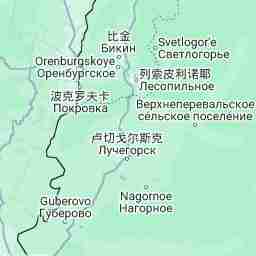 比金
Бикин
Orenburgskoye
Оренбургское
Svetlogor'e
Светлогорье
列索皮利诺耶
Лесопильное
波克罗夫卡
Покровка
Верхнеперевальское
сельское поселение
卢切戈尔斯克
Лучегорск
Nagornoe
Нагорное
Guberovo
Губерово